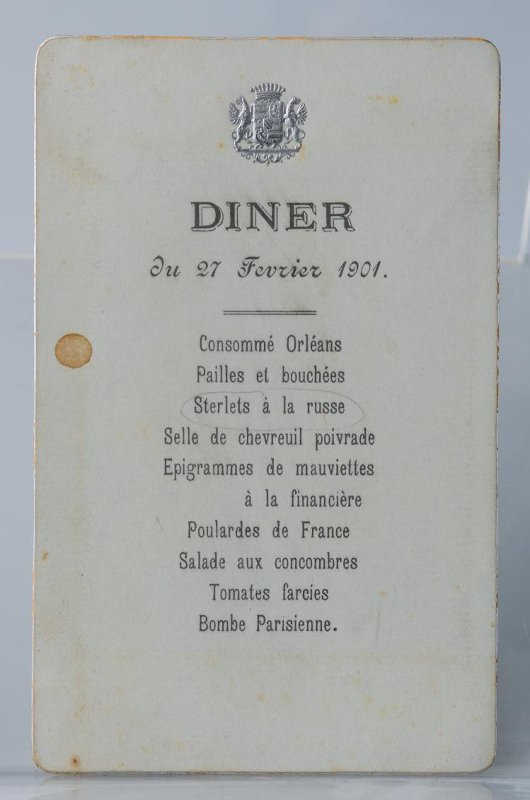 DINER
du 27 Fevrier 1901.
Consommé Orléans
Pailles et bouchées
Sterlets à la russe
Selle de chevreuil poivrade
Epigrammes de mauviettes
à la financière
Poulardes de France
Salade aux concombres
Tomates farcies
Bombe Parisienne.